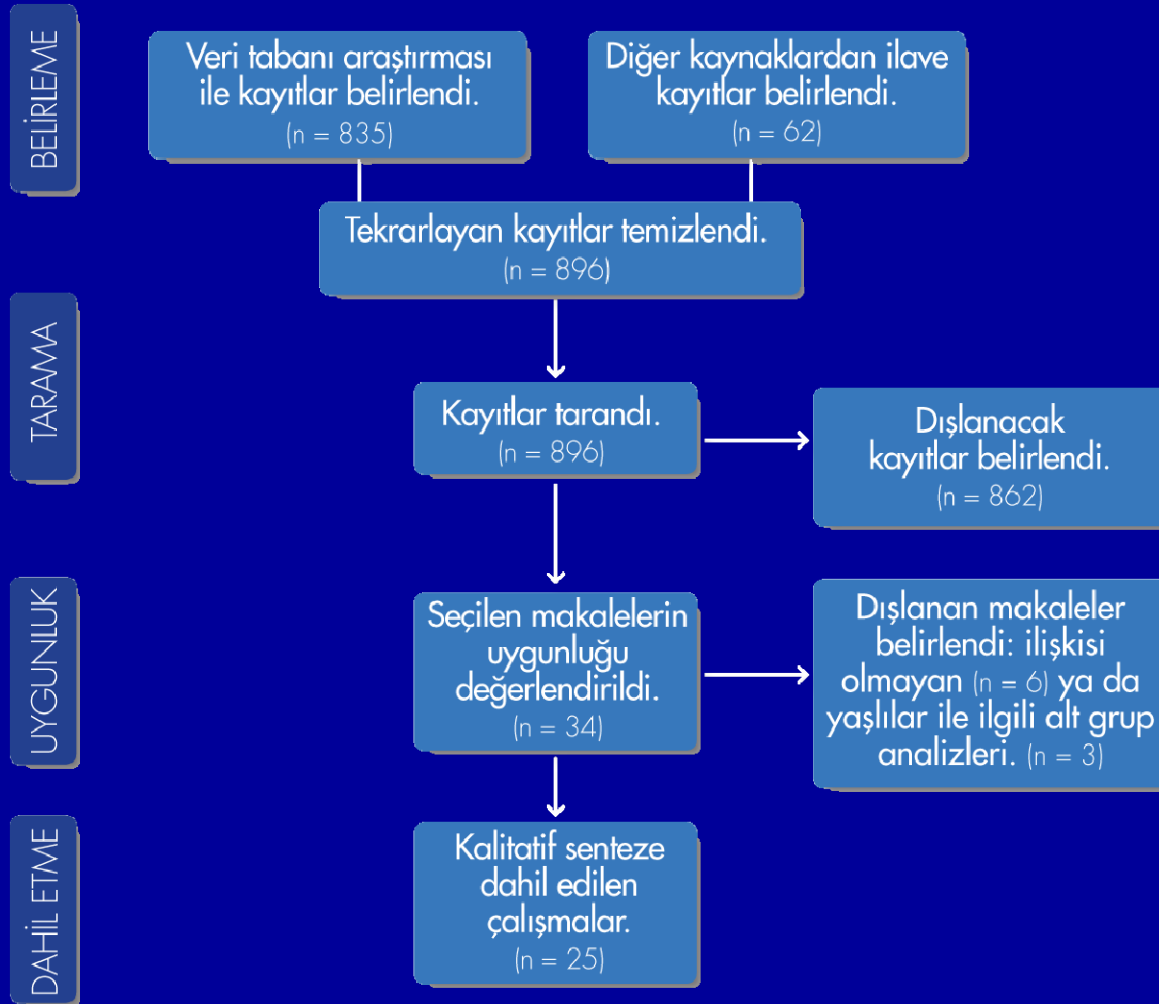 BELİRLEME
Veri tabanı araştırması
ile kayıtlar belirlendi.
(n = 835)
Diğer kaynaklardan ilave
kayıtlar belirlendi.
(n = 62)
Tekrarlayan kayıtlar temizlendi.
(n = 896)
TARAMA
Kayıtlar tarandı.
(n = 896)
Dışlanacak
kayıtlar belirlendi.
(n = 862)
UYGUNLUK
Seçilen makalelerin
uygunluğu
değerlendirildi.
(n = 34)
Dışlanan makaleler
belirlendi: ilişkisi
olmayan (n = 6) ya da
yaşlılar ile ilgili alt grup
analizleri. (n = 3)
DAHİL ETME
Kalitatif senteze
dahil edilen
çalışmalar.
(n = 25)